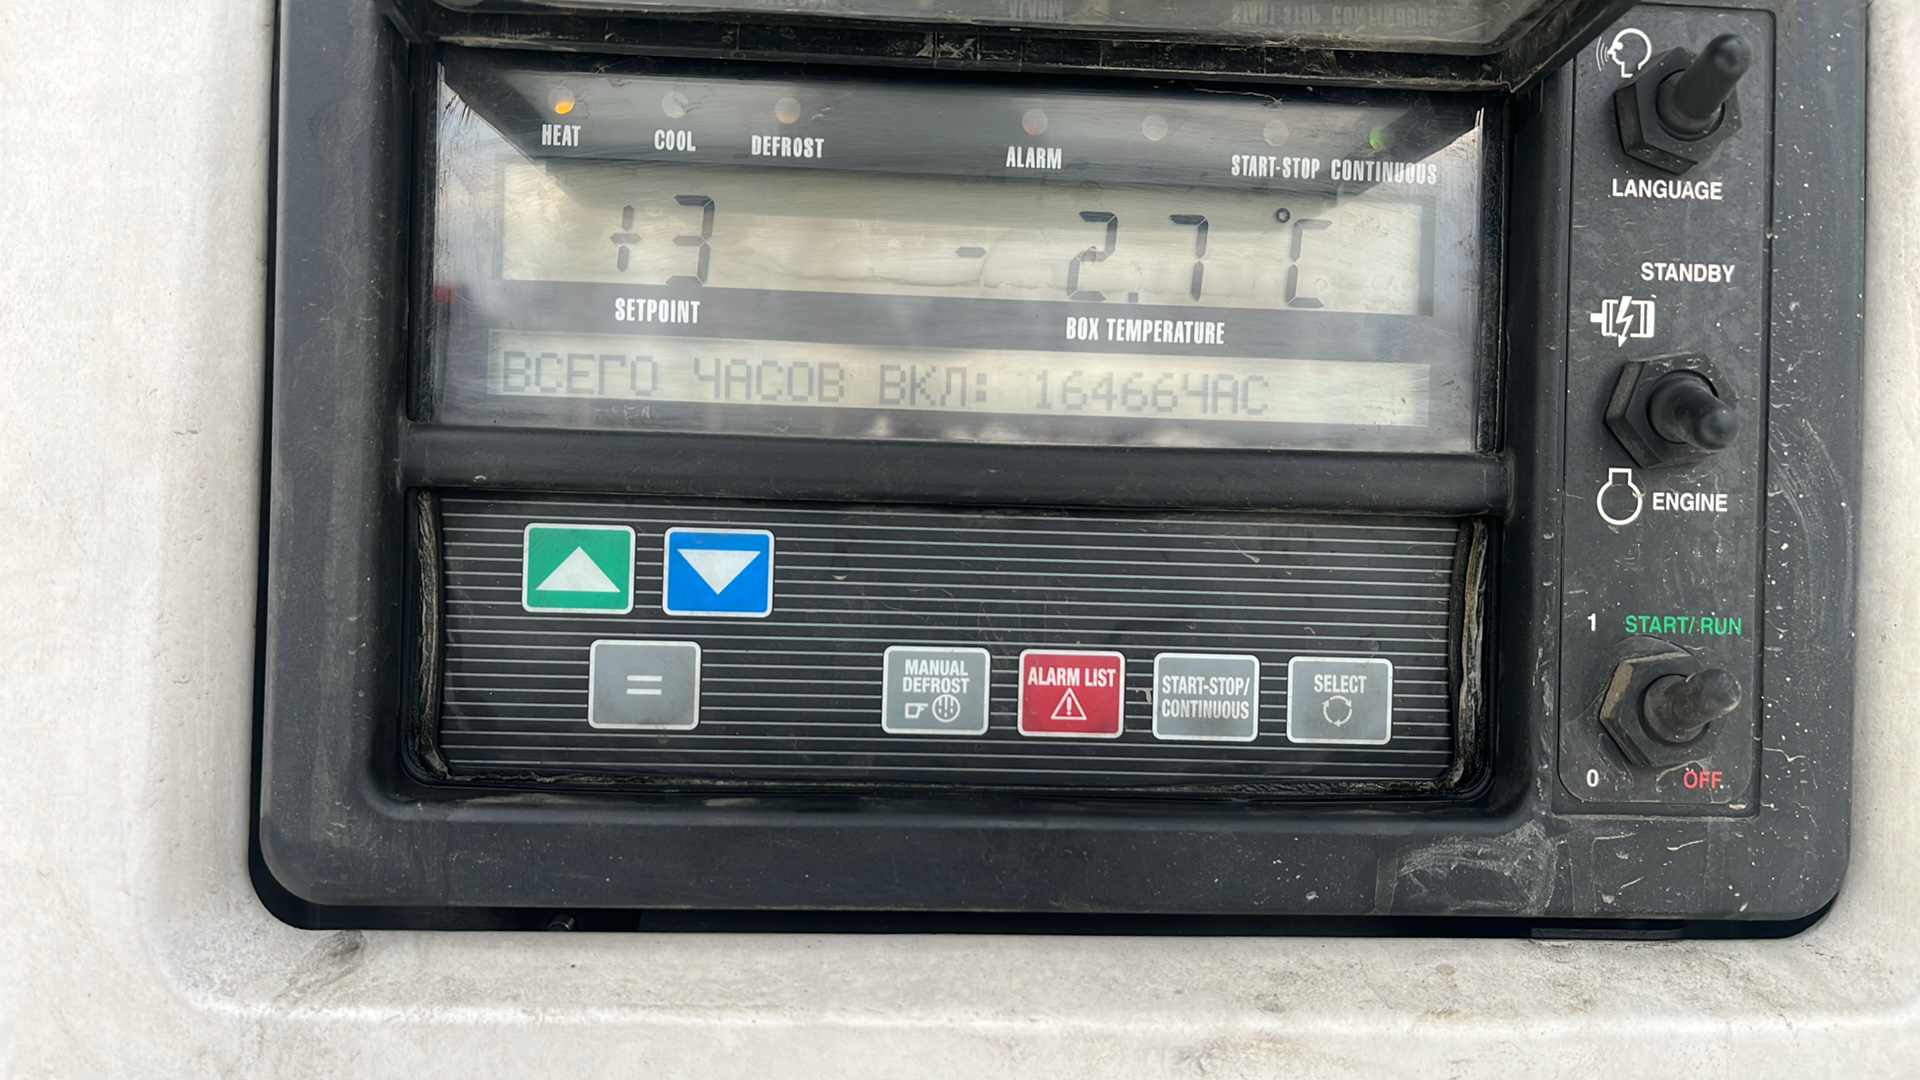 HEAT COOL DEFROST ALARM START-STOP CONTINUOUS
+3 - 2.7 °C
SETPOINT BOX TEMPERATURE
ВСЕГО ЧАСОВ ВКЛ: 16466ЧАС
LANGUAGE
STANDBY
ENGINE
1 START/RUN
0 OFF
=
MANUAL
DEFROST
ALARM LIST
START-STOP/
CONTINUOUS
SELECT